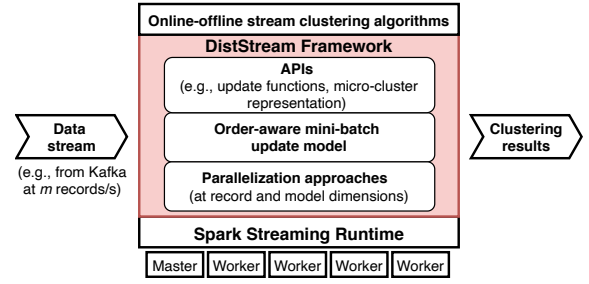 Online-offline stream clustering algorithms
DistStream Framework
APIs
(e.g., update functions, micro-cluster
representation)
Order-aware mini-batch
update model
Parallelization approaches
(at record and model dimensions)
Spark Streaming Runtime
Master Worker Worker Worker Worker
Data
stream
(e.g., from Kafka
at m records/s)
Clustering
results